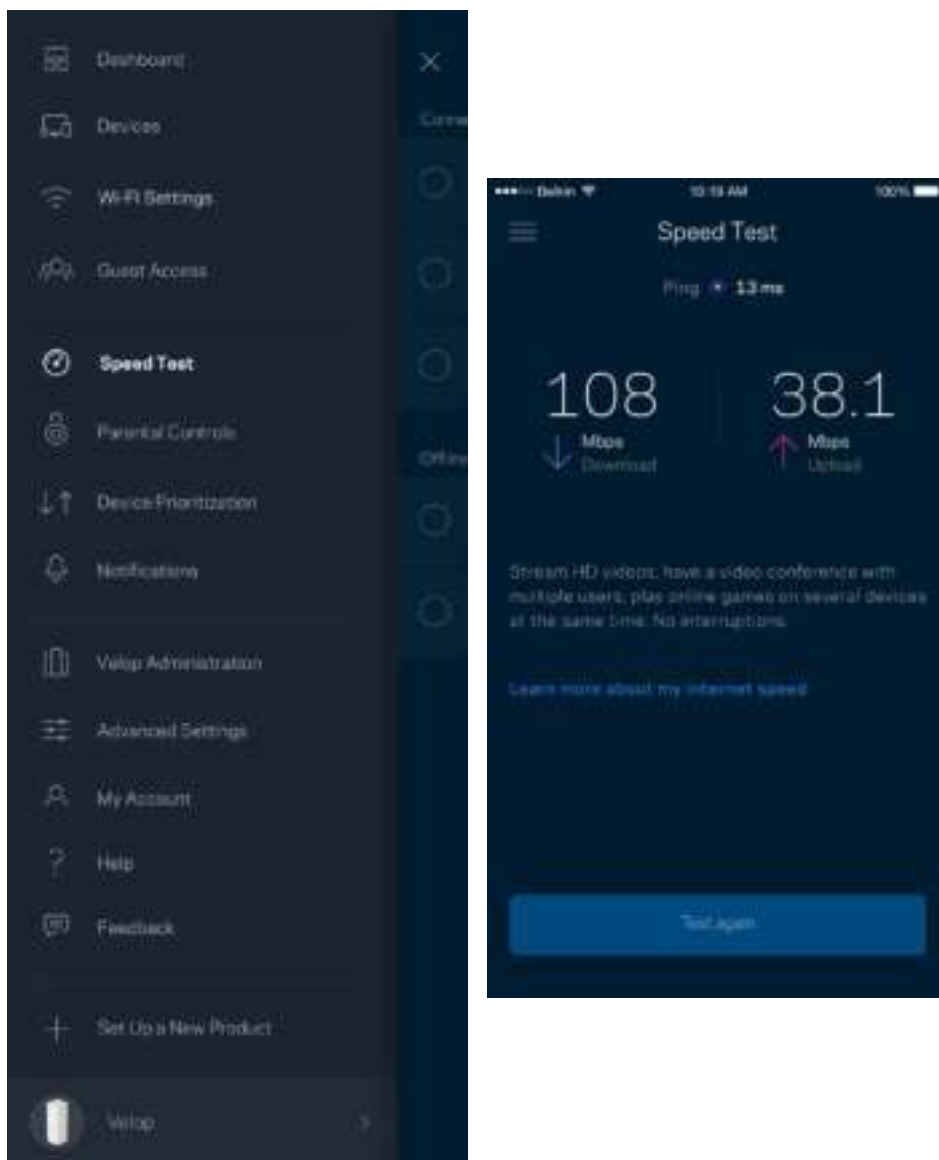 Dashboard
Devices
Wi-Fi Settings
Guest Access
Speed Test
Parental Controls
Device Prioritization
Notifications
Velop Administration
Advanced Settings
My Account
Help
Feedback
Set Up a New Product
Velop
Conne
Offline
Belkin 10:19 AM 100%
Speed Test
Ping 13 ms
108 38.1
Mbps Mbps
Download Upload
Stream HD videos, have a video conference with
multiple users, play online games on several devices
at the same time. No interruptions.
Learn more about my internet speed
Test again